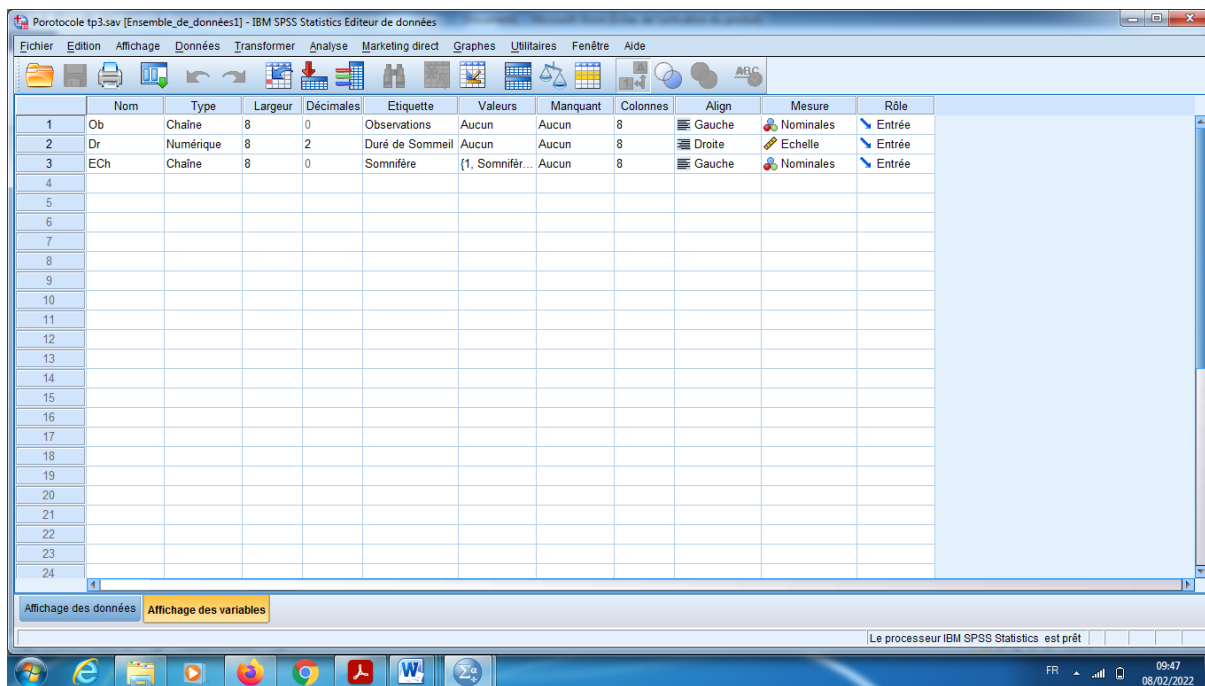 Porotocole tp3.sav [Ensemble_de_données1] - IBM SPSS Statistics Editeur de données
Fichier Edition Affichage Données Transformer Analyse Marketing direct Graphes Utilitaires Fenêtre Aide
Nom Type Largeur Décimales Etiquette Valeurs Manquant Colonnes Align Mesure Rôle
1 Ob Chaîne 8 0 Observations Aucun Aucun 8 Gauche Nominales Entrée
2 Dr Numérique 8 2 Duré de Sommeil Aucun Aucun 8 Droite Echelle Entrée
3 ECh Chaîne 8 0 Somnifère {1, Somnifèr... Aucun 8 Gauche Nominales Entrée
4
5
6
7
8
9
10
11
12
13
14
15
16
17
18
19
20
21
22
23
24
Affichage des données Affichage des variables
Le processeur IBM SPSS Statistics est prêt
FR 09:47
08/02/2022